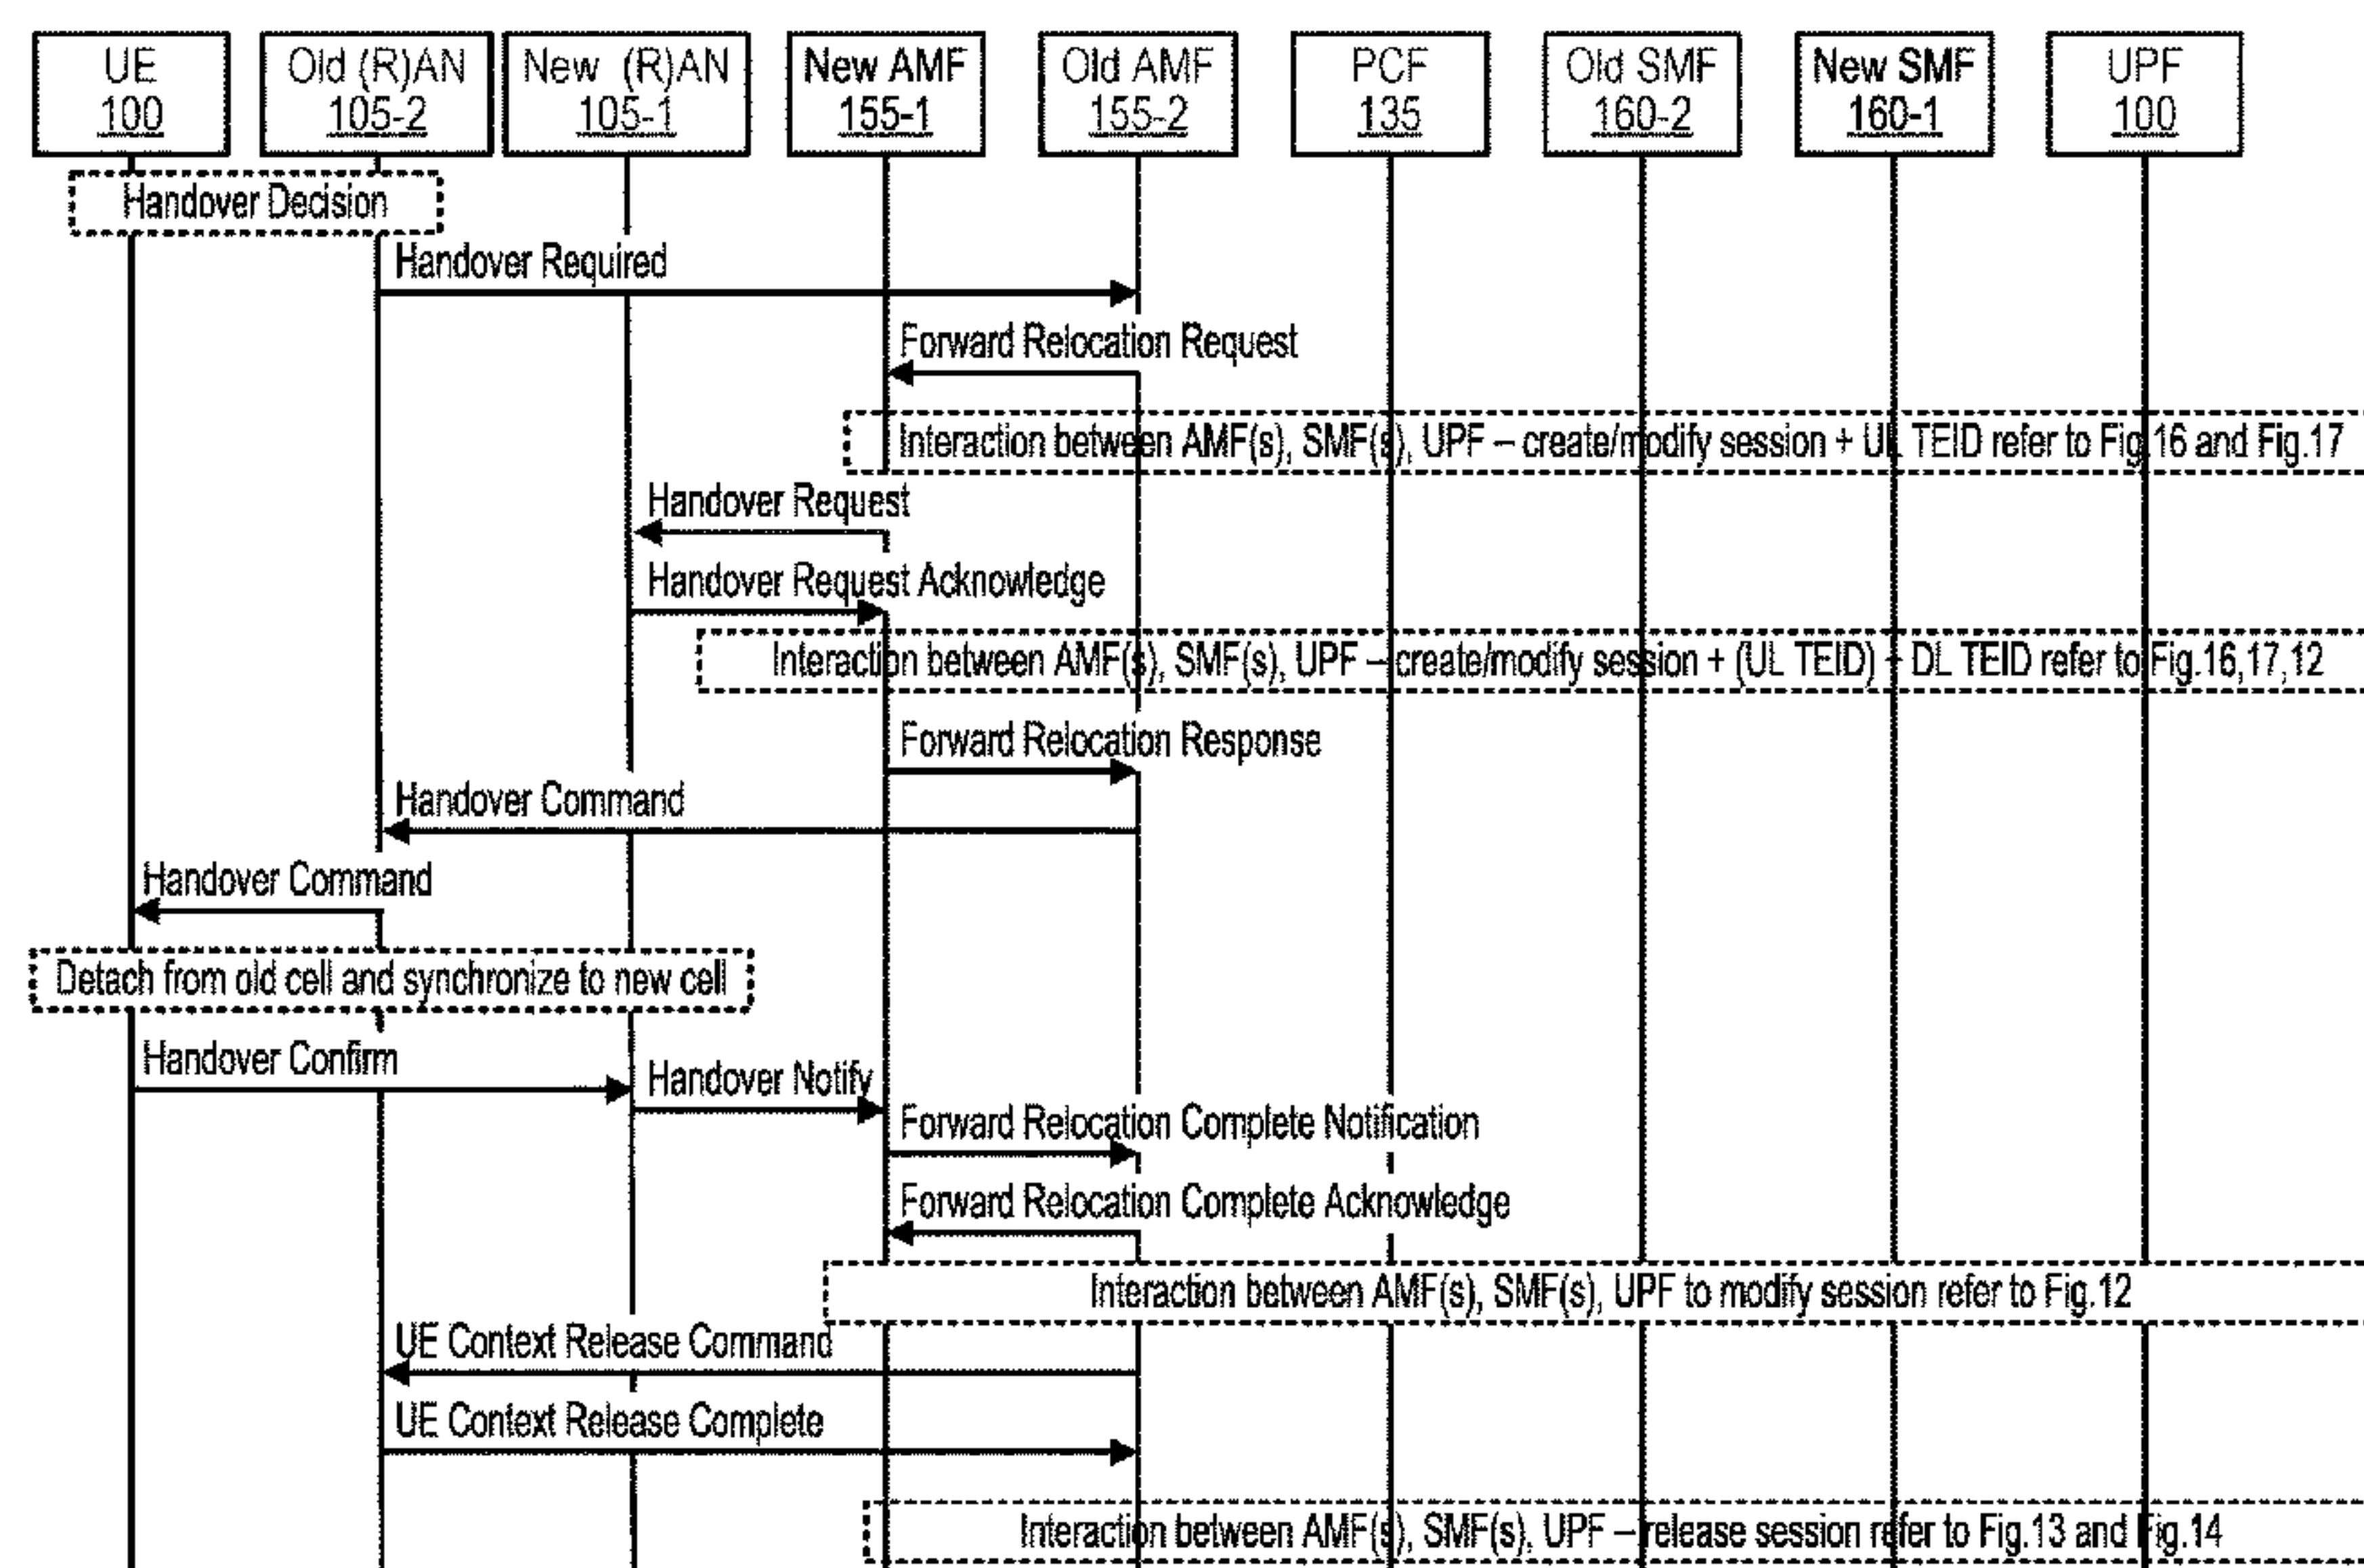 UE
100
Old (R)AN
105-2
New (R)AN
105-1
New AMF
155-1
Old AMF
155-2
PCF
135
Old SMF
160-2
New SMF
160-1
UPF
100
Handover Decision
Handover Required
Forward Relocation Request
Interaction between AMF(s), SMF(s), UPF – create/modify session + UL TEID refer to Fig.16 and Fig.17
Handover Request
Handover Request Acknowledge
Interaction between AMF(s), SMF(s), UPF – create/modify session + (UL TEID) + DL TEID refer to Fig.16,17,12
Forward Relocation Response
Handover Command
Handover Command
Detach from old cell and synchronize to new cell
Handover Confirm
Handover Notify
Forward Relocation Complete Notification
Forward Relocation Complete Acknowledge
Interaction between AMF(s), SMF(s), UPF to modify session refer to Fig.12
UE Context Release Command
UE Context Release Complete
Interaction between AMF(s), SMF(s), UPF – release session refer to Fig.13 and Fig.14